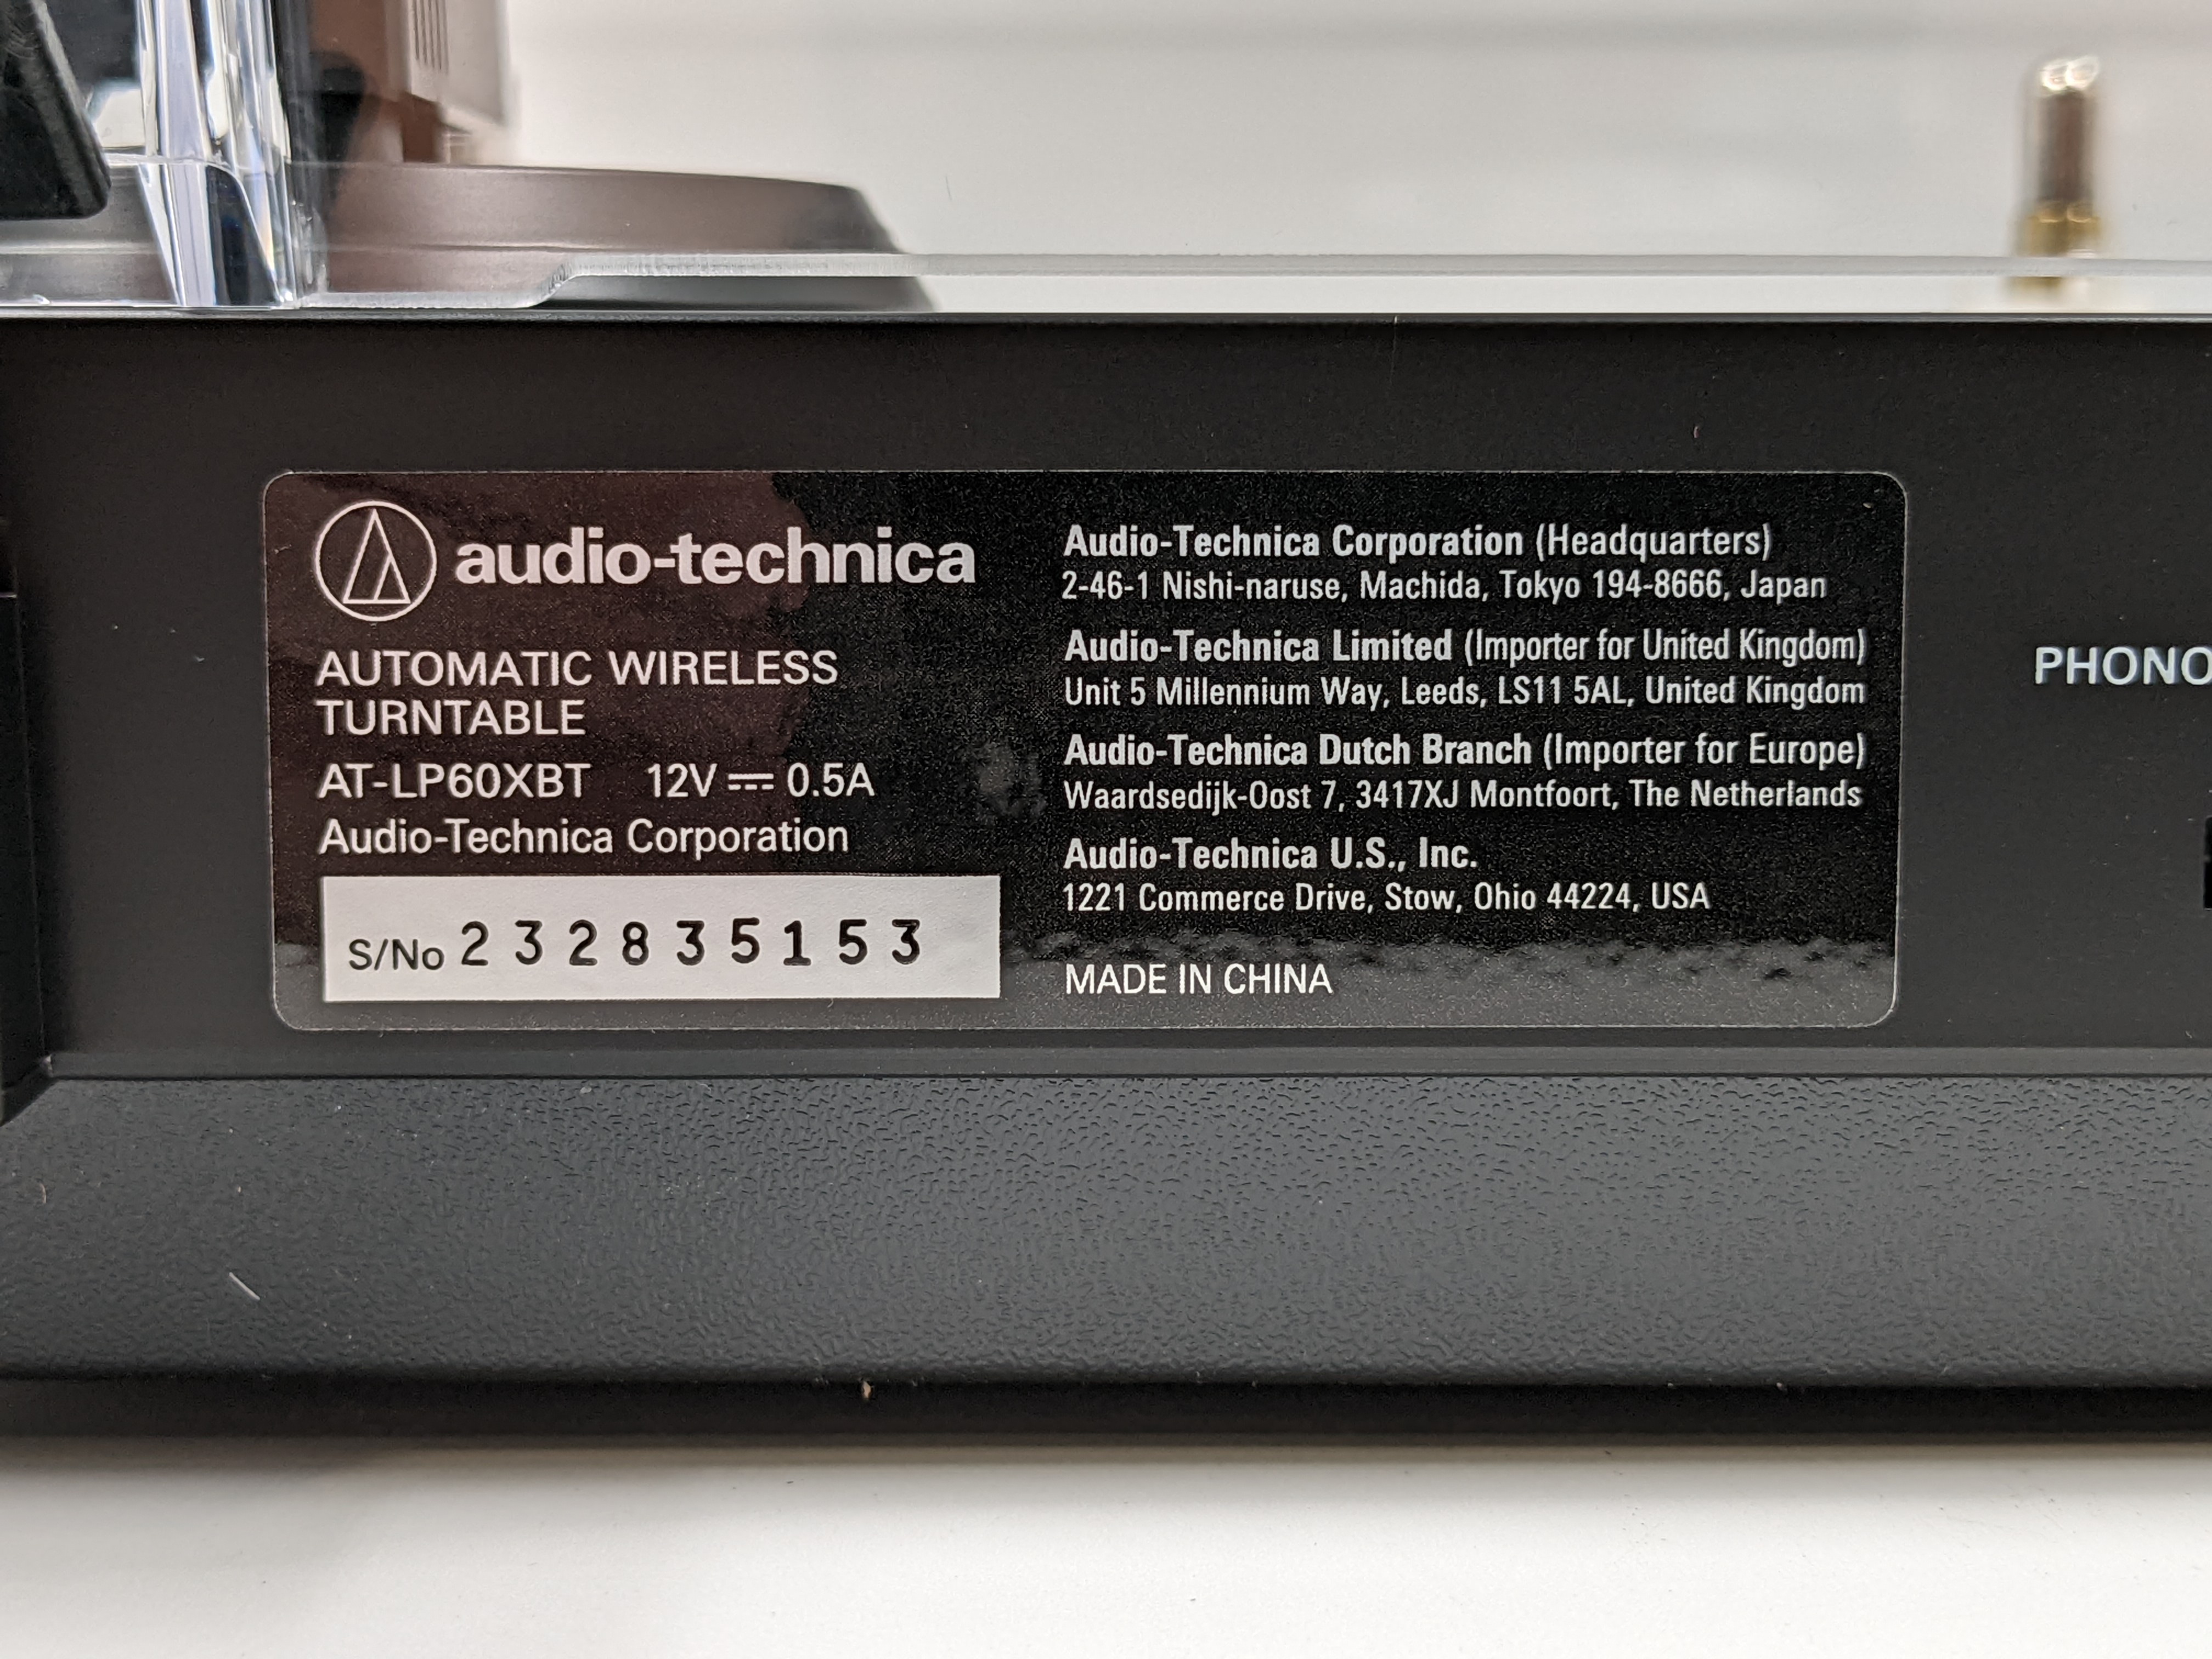 audio-technica
AUTOMATIC WIRELESS
TURNTABLE
AT-LP60XBT 12V ⎓ 0.5A
Audio-Technica Corporation
S/No 232835153
Audio-Technica Corporation (Headquarters)
2-46-1 Nishi-naruse, Machida, Tokyo 194-8666, Japan
Audio-Technica Limited (Importer for United Kingdom)
Unit 5 Millennium Way, Leeds, LS11 5AL, United Kingdom
Audio-Technica Dutch Branch (Importer for Europe)
Waardsedijk-Oost 7, 3417XJ Montfoort, The Netherlands
Audio-Technica U.S., Inc.
1221 Commerce Drive, Stow, Ohio 44224, USA
MADE IN CHINA
PHONO